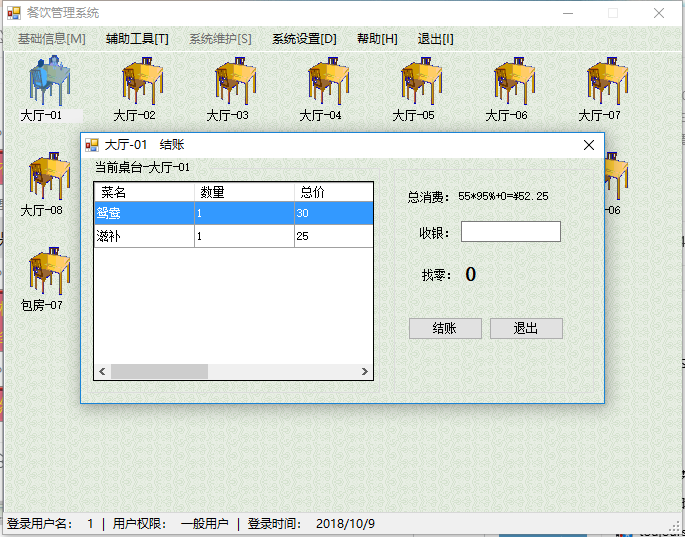 餐饮管理系统
基础信息[M] 辅助工具[T] 系统维护[S] 系统设置[D] 帮助[H] 退出[I]
大厅-01 大厅-02 大厅-03 大厅-04 大厅-05 大厅-06 大厅-07
大厅-01 结账
当前桌台-大厅-01
菜名 数量 总价
鸳鸯 1 30
滋补 1 25
总消费: 55*95%+0=¥52.25
收银:
找零: 0
结账 退出
大厅-08
-06
包房-07
登录用户名: 1 | 用户权限: 一般用户 | 登录时间: 2018/10/9